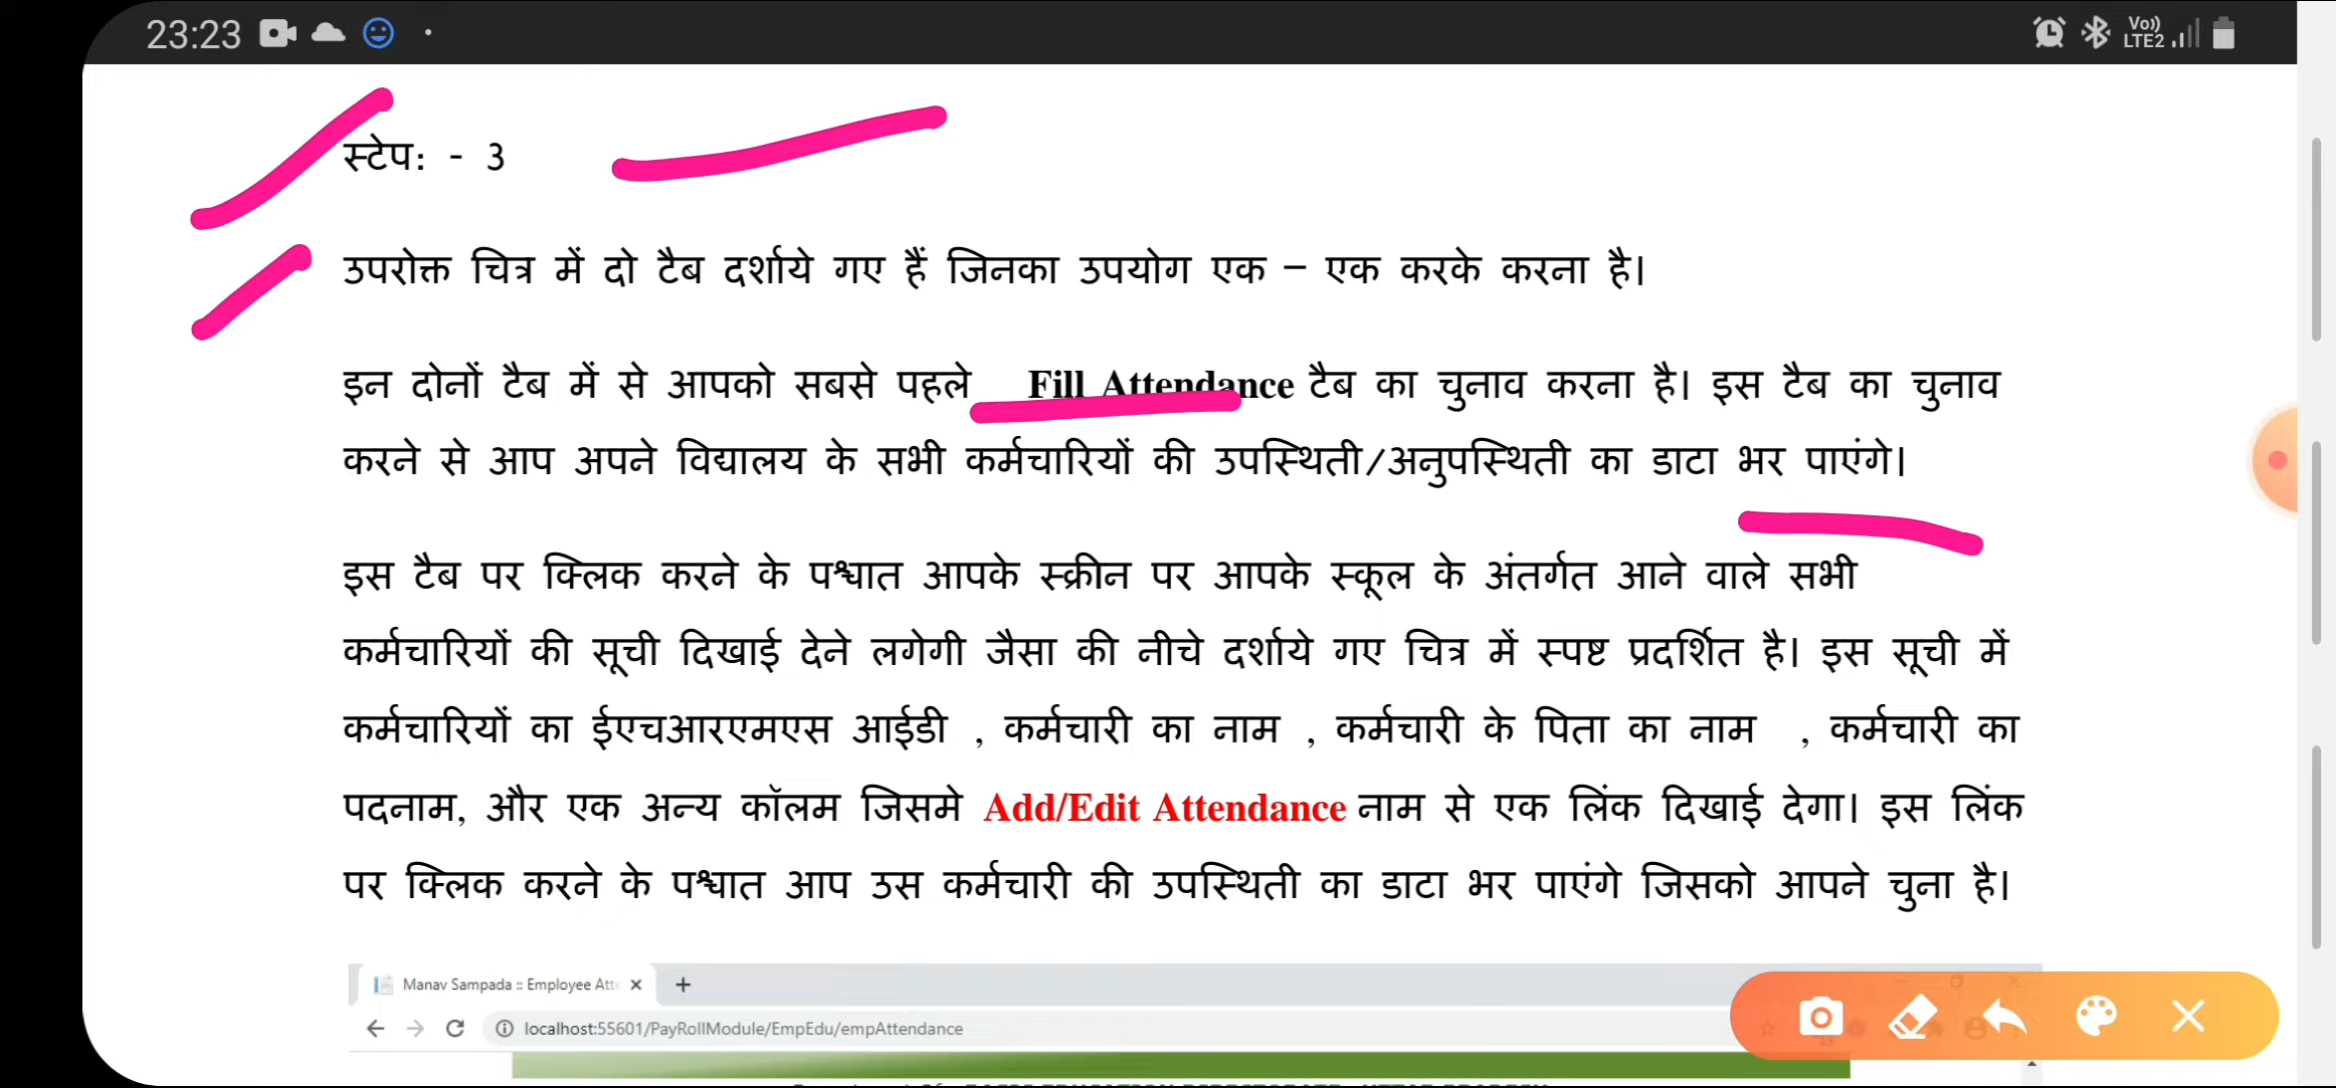 23:23
Vo)) LTE2
स्टेप: - 3
उपरोक्त चित्र में दो टैब दर्शाये गए हैं जिनका उपयोग एक – एक करके करना है।
इन दोनों टैब में से आपको सबसे पहले Fill Attendance टैब का चुनाव करना है। इस टैब का चुनाव
करने से आप अपने विद्यालय के सभी कर्मचारियों की उपस्थिती/अनुपस्थिती का डाटा भर पाएंगे।
इस टैब पर क्लिक करने के पश्चात आपके स्क्रीन पर आपके स्कूल के अंतर्गत आने वाले सभी
कर्मचारियों की सूची दिखाई देने लगेगी जैसा की नीचे दर्शाये गए चित्र में स्पष्ट प्रदर्शित है। इस सूची में
कर्मचारियों का ईएचआरएमएस आईडी , कर्मचारी का नाम , कर्मचारी के पिता का नाम , कर्मचारी का
पदनाम, और एक अन्य कॉलम जिसमे Add/Edit Attendance नाम से एक लिंक दिखाई देगा। इस लिंक
पर क्लिक करने के पश्चात आप उस कर्मचारी की उपस्थिती का डाटा भर पाएंगे जिसको आपने चुना है।
Manav Sampada :: Employee Att
localhost:55601/PayRollModule/EmpEdu/empAttendance